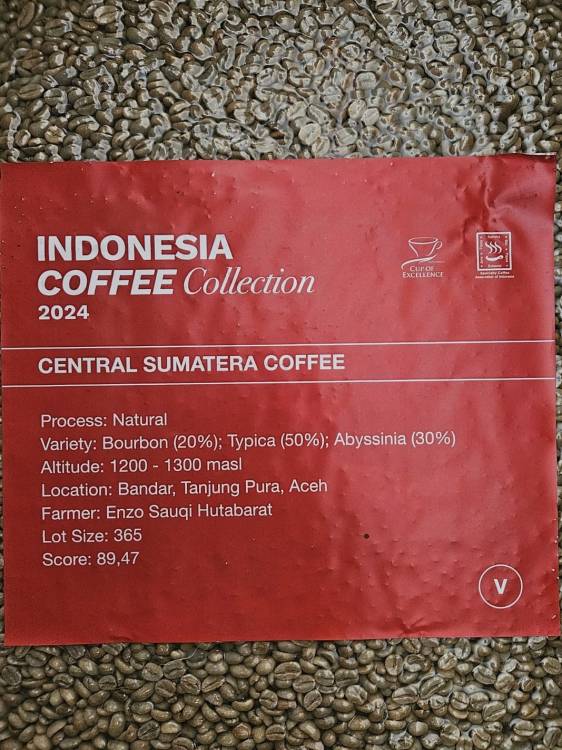 INDONESIA
COFFEE Collection
2024
CUP OF
EXCELLENCE
CENTRAL SUMATERA COFFEE
Process: Natural
Variety: Bourbon (20%); Typica (50%); Abyssinia (30%)
Altitude: 1200 - 1300 masl
Location: Bandar, Tanjung Pura, Aceh
Farmer: Enzo Sauqi Hutabarat
Lot Size: 365
Score: 89,47
V